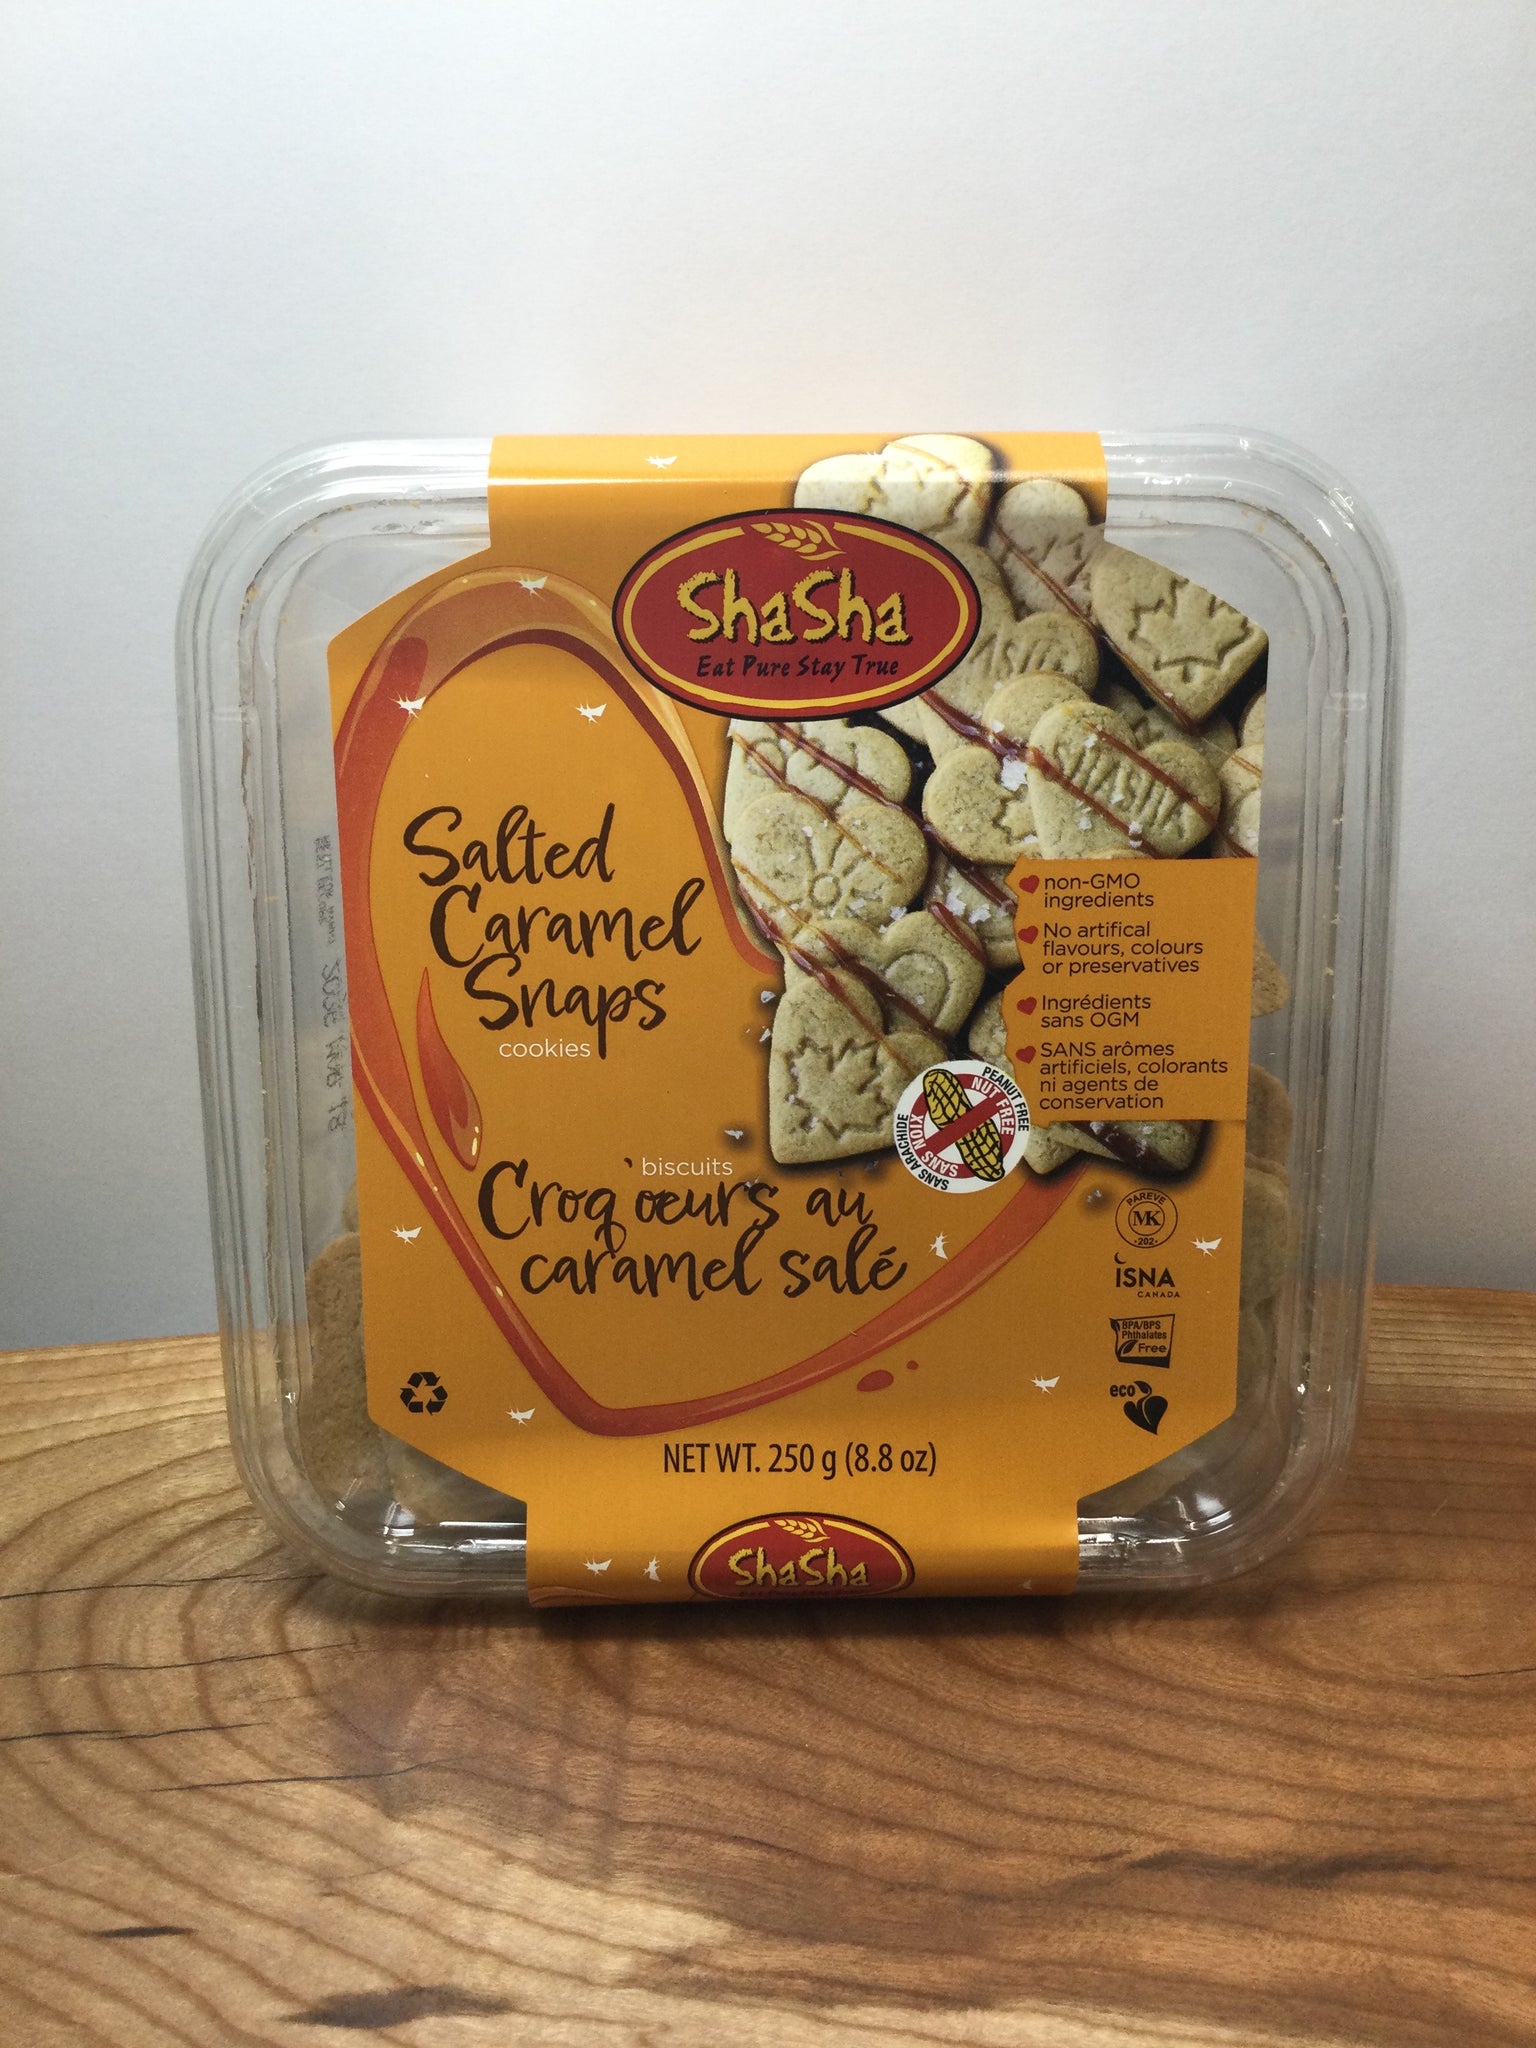 ShaSha
Eat Pure Stay True
SHASHA
Salted
Caramel
Snaps
cookies
non-GMO
ingredients
No artifical
flavours, colours
or preservatives
Ingrédients
sans OGM
SANS arômes
artificiels, colorants
ni agents de
conservation
PEANUT FREE
NUT FREE
SANS NOIX
SANS ARACHIDE
biscuits
Croq'œurs au
caramel salé
PAREVE
MK
·202·
ISNA
CANADA
BPA/BPS
Phthalates
Free
eco
NET WT. 250 g (8.8 oz)
ShaSha